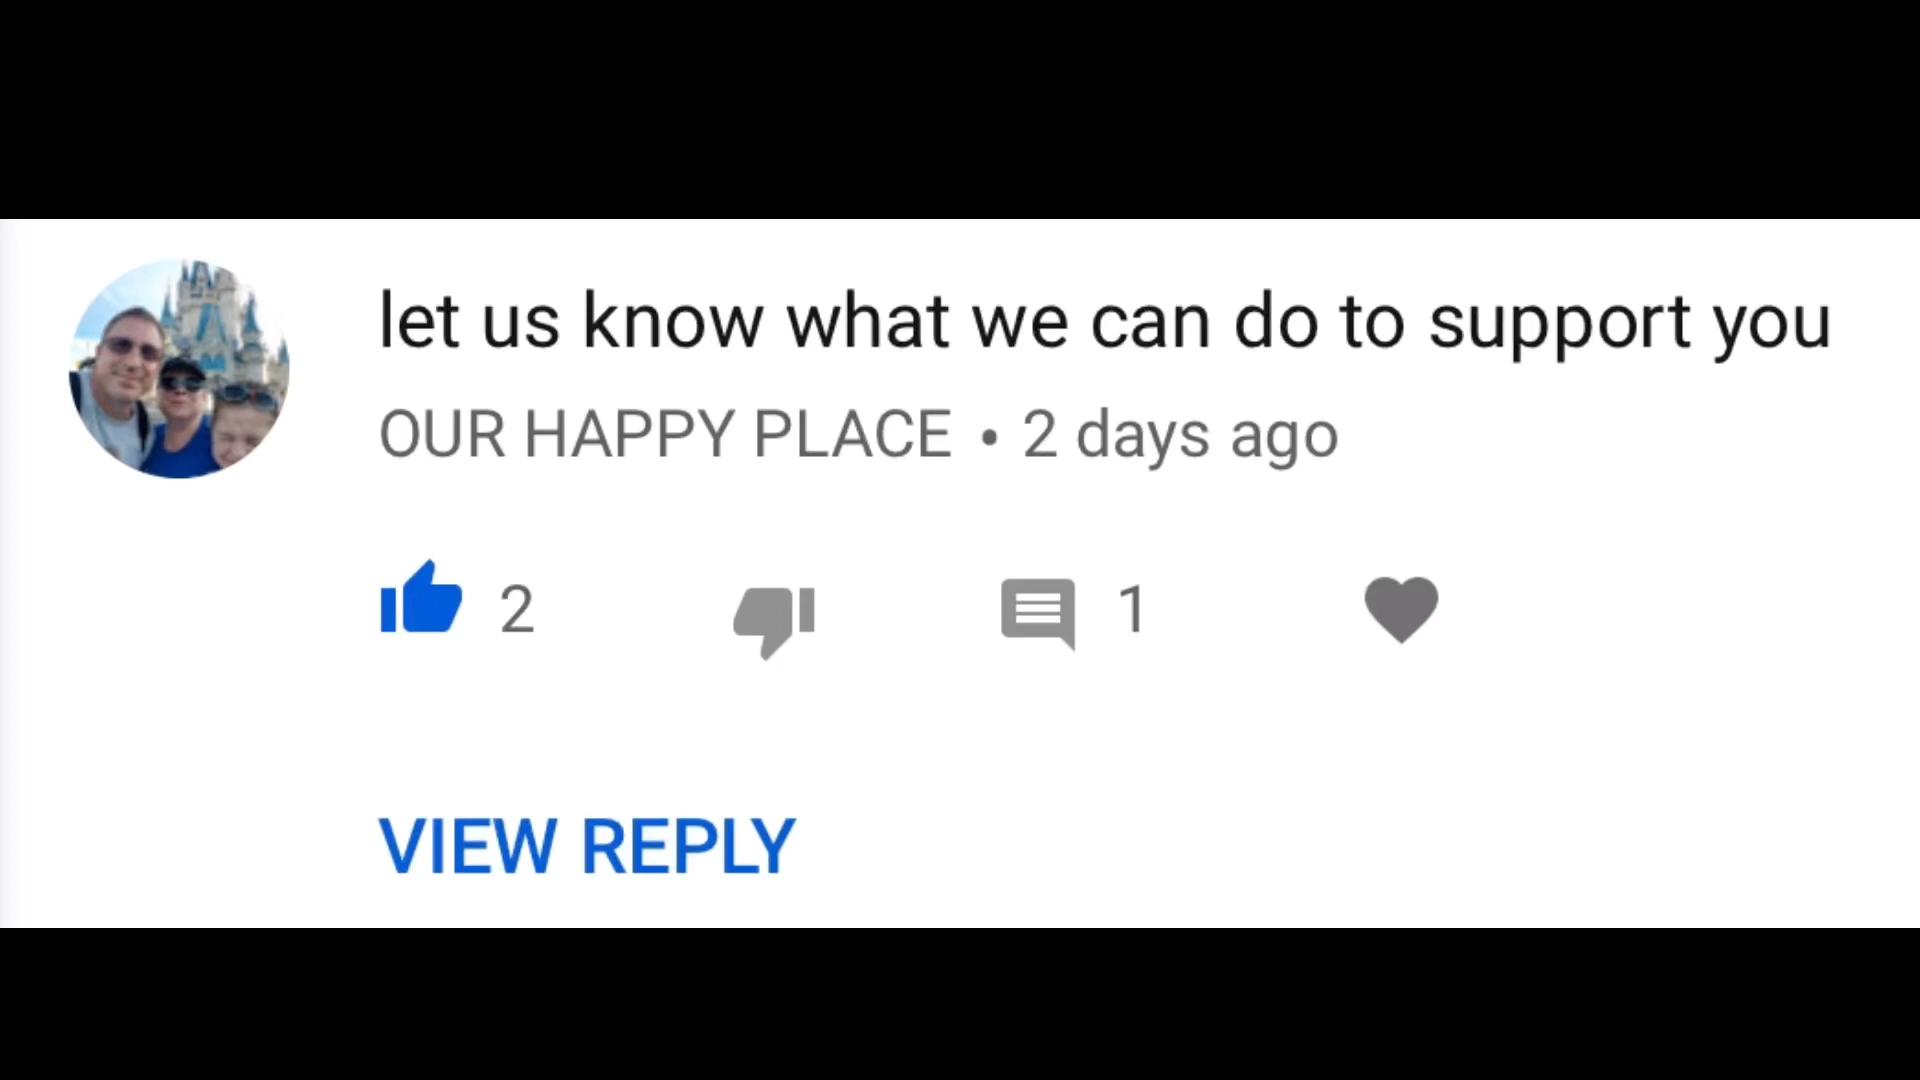 let us know what we can do to support you
OUR HAPPY PLACE • 2 days ago
2 1
VIEW REPLY